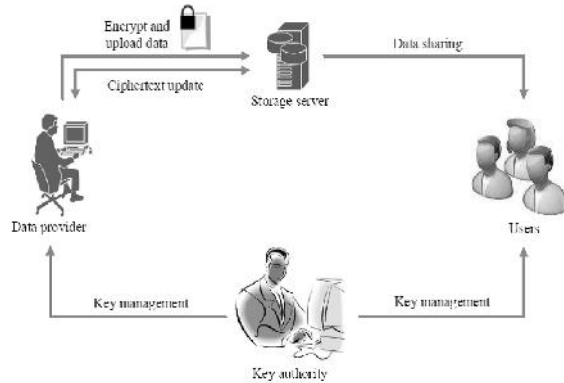 Encrypt and
upload data
Data sharing
Ciphertext update
Storage server
Data provider
Users
Key management
Key management
Key authority